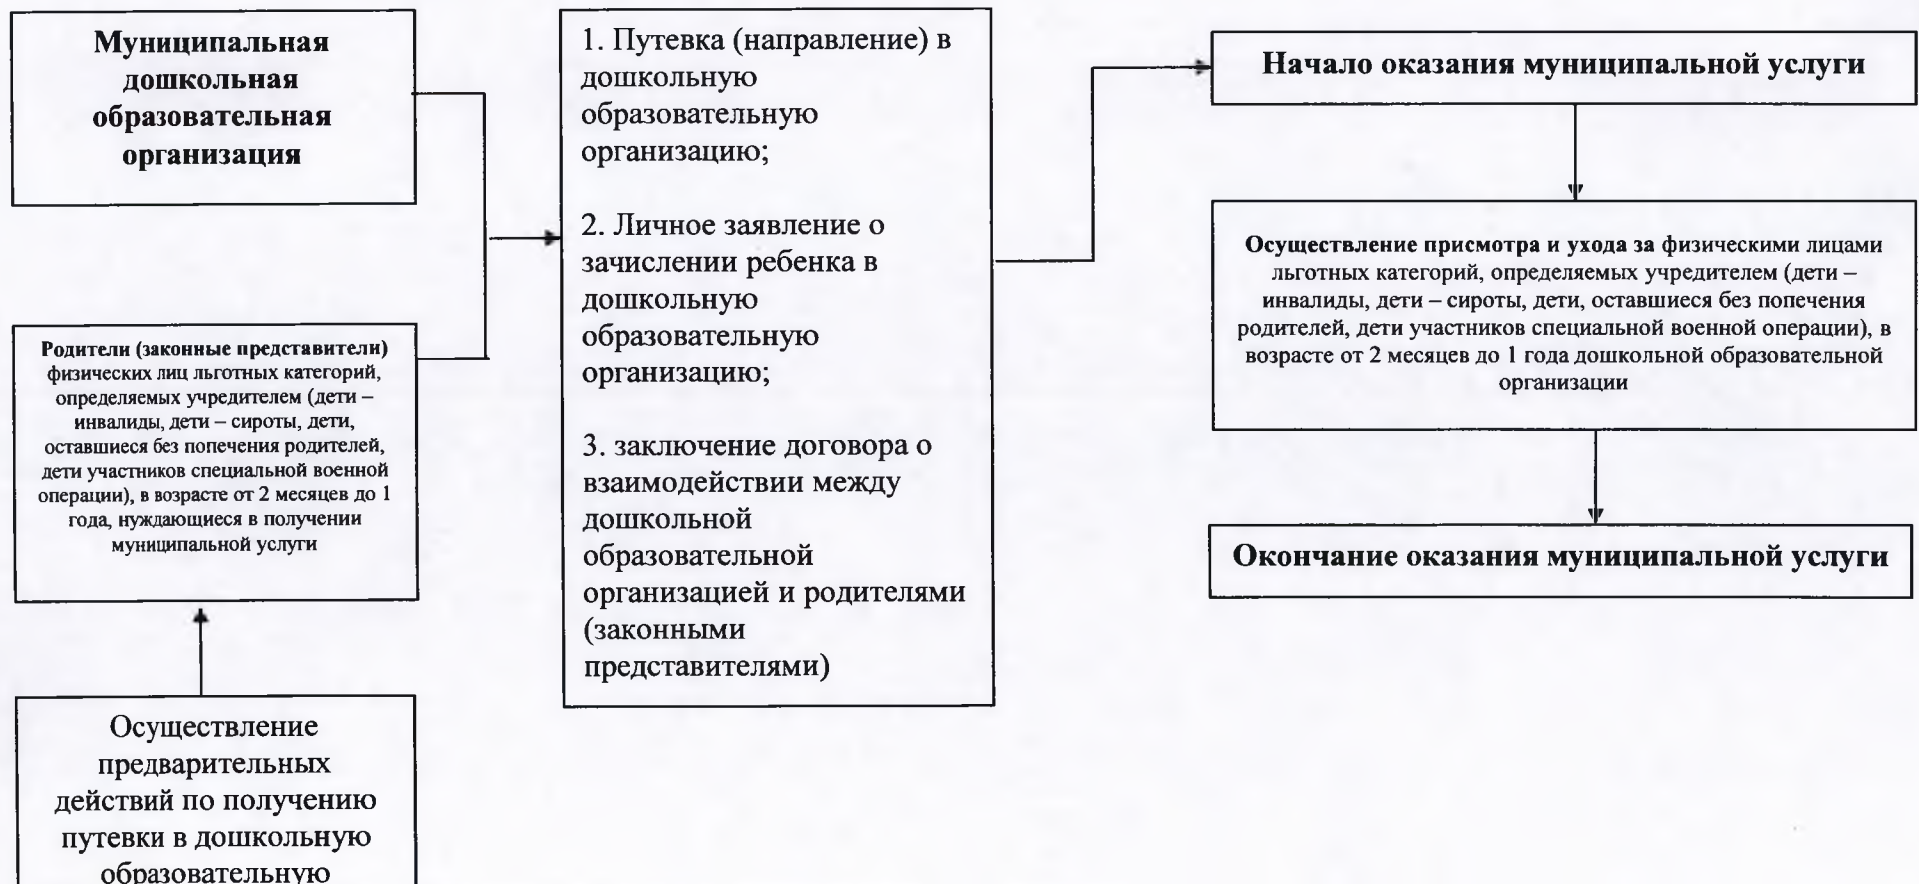 Муниципальная
дошкольная
образовательная
организация
Родители (законные представители)
физических лиц льготных категорий,
определяемых учредителем (дети –
инвалиды, дети – сироты, дети,
оставшиеся без попечения родителей,
дети участников специальной военной
операции), в возрасте от 2 месяцев до 1
года, нуждающиеся в получении
муниципальной услуги
Осуществление
предварительных
действий по получению
путевки в дошкольную
образовательную
1. Путевка (направление) в
дошкольную
образовательную
организацию;
2. Личное заявление о
зачислении ребенка в
дошкольную
образовательную
организацию;
3. заключение договора о
взаимодействии между
дошкольной
образовательной
организацией и родителями
(законными
представителями)
Начало оказания муниципальной услуги
Осуществление присмотра и ухода за физическими лицами
льготных категорий, определяемых учредителем (дети –
инвалиды, дети – сироты, дети, оставшиеся без попечения
родителей, дети участников специальной военной операции), в
возрасте от 2 месяцев до 1 года дошкольной образовательной
организации
Окончание оказания муниципальной услуги